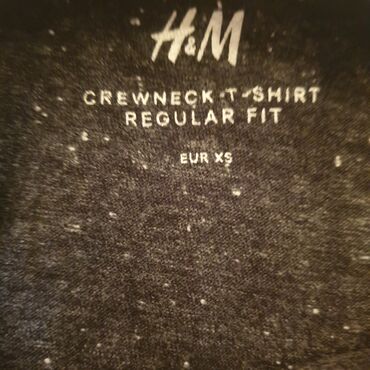 H&M
CREWNECK T-SHIRT
REGULAR FIT
EUR XS